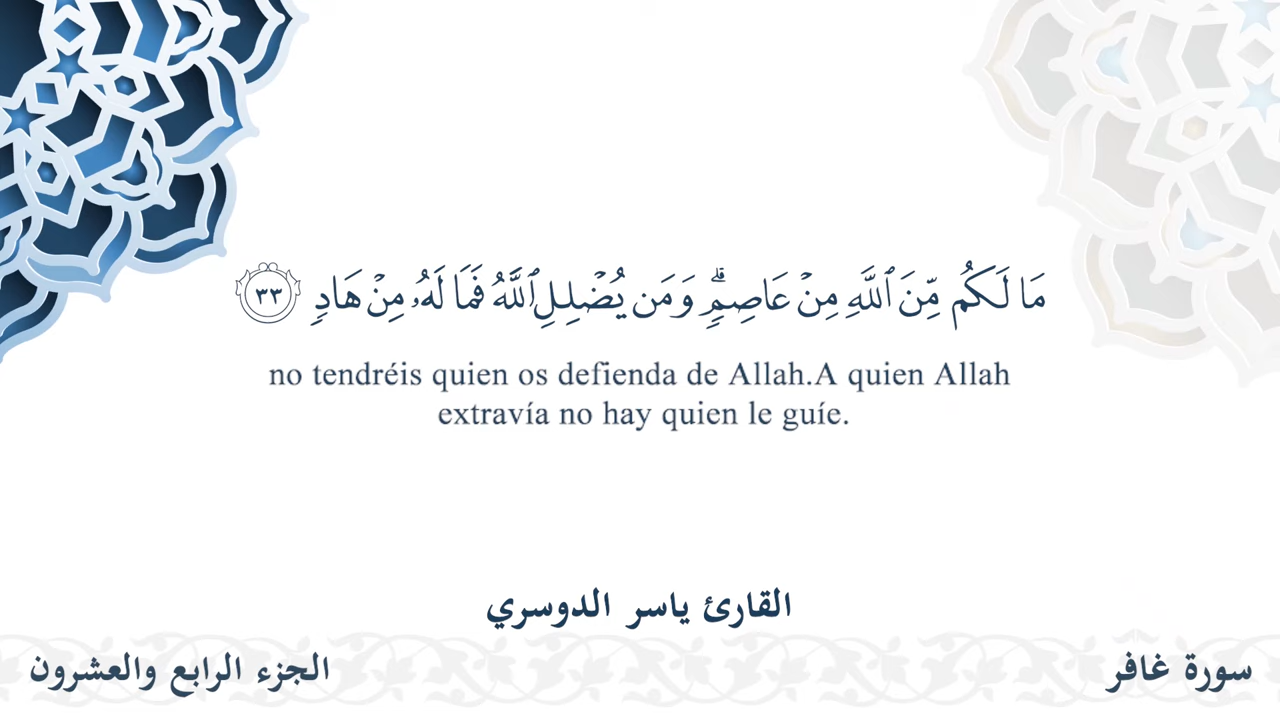 مَا لَكُم مِّنَ ٱللَّهِ مِنۡ عَاصِمٖۗ وَمَن يُضۡلِلِ ٱللَّهُ فَمَا لَهُۥ مِنۡ هَادٖ ٣٣
no tendréis quien os defienda de Allah.A quien Allah
extravía no hay quien le guíe.
القارئ ياسر الدوسري
سورة غافر
الجزء الرابع والعشرون